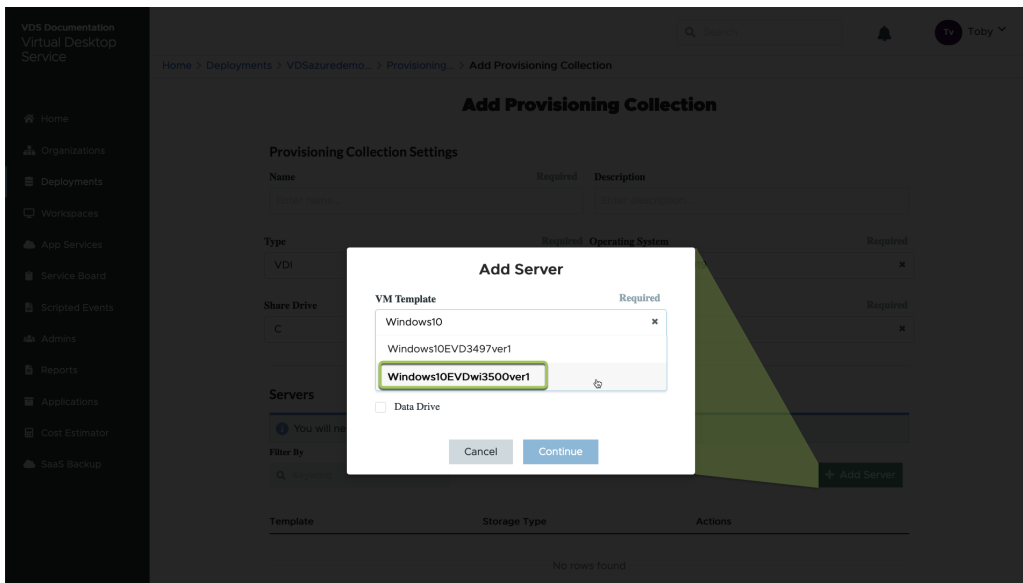 VDS Documentation
Virtual Desktop
Service
Search
Tv Toby
Home > Deployments > VDSazuredemo... > Provisioning... > Add Provisioning Collection
Add Provisioning Collection
Home
Organizations
Deployments
Workspaces
App Services
Service Board
Scripted Events
Admins
Reports
Applications
Cost Estimator
SaaS Backup
Provisioning Collection Settings
Name Required Description
Enter name Enter description
Type Required Operating System Required
VDI
Share Drive Required
C
Add Server
VM Template Required
Windows10
Windows10EVD3497ver1
Windows10EVDwi3500ver1
Data Drive
Cancel Continue
Servers
You will ne
Filter By
+ Add Server
Template Storage Type Actions
No rows found